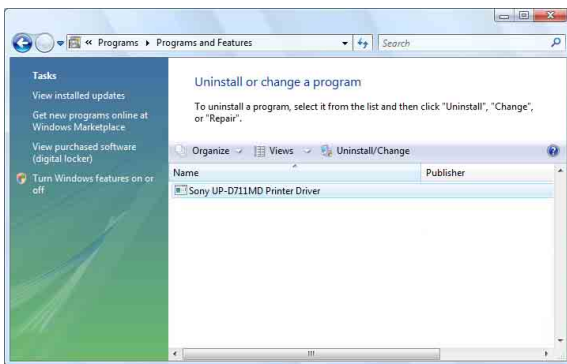 « Programs ▸ Programs and Features
Search
Tasks
View installed updates
Get new programs online at
Windows Marketplace
View purchased software
(digital locker)
Turn Windows features on or
off
Uninstall or change a program
To uninstall a program, select it from the list and then click "Uninstall", "Change",
or "Repair".
Organize Views Uninstall/Change
Name Publisher
Sony UP-D711MD Printer Driver